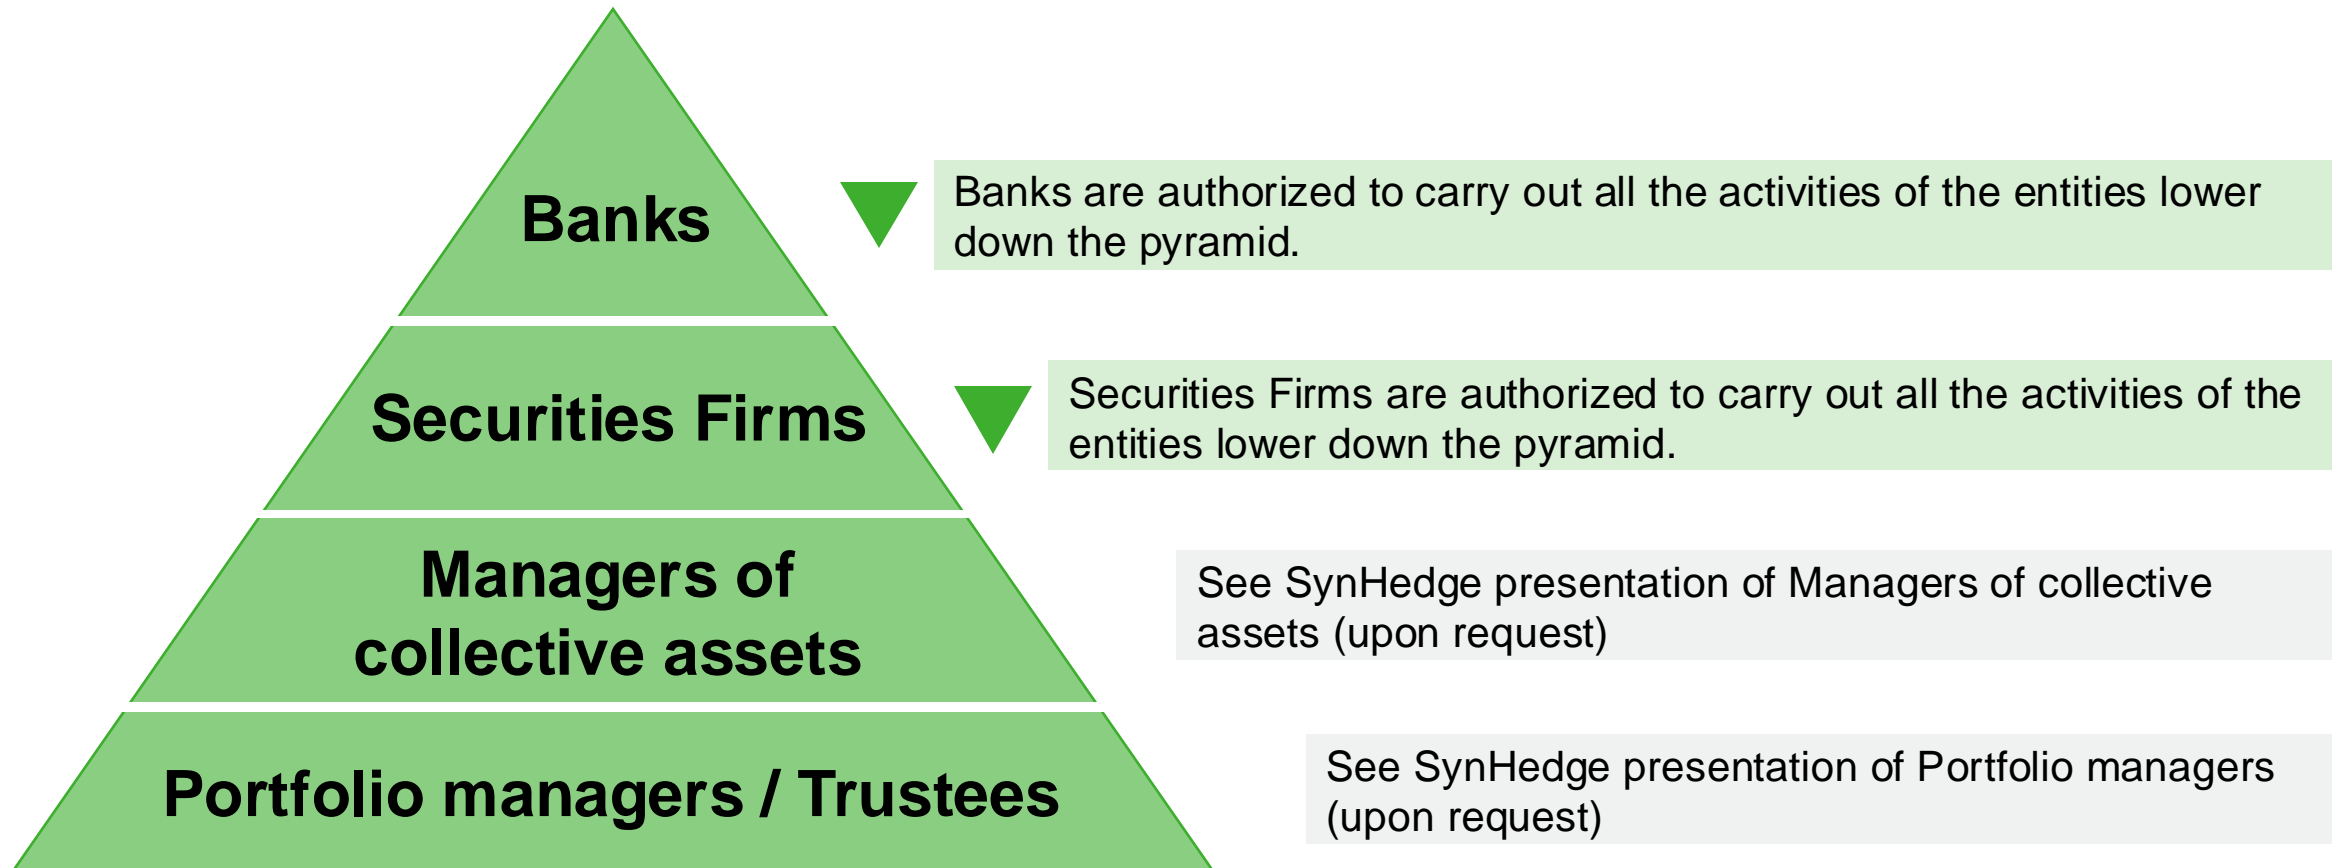 Banks
Banks are authorized to carry out all the activities of the entities lower
down the pyramid.
Securities Firms
Securities Firms are authorized to carry out all the activities of the
entities lower down the pyramid.
Managers of
collective assets
See SynHedge presentation of Managers of collective
assets (upon request)
Portfolio managers / Trustees
See SynHedge presentation of Portfolio managers
(upon request)